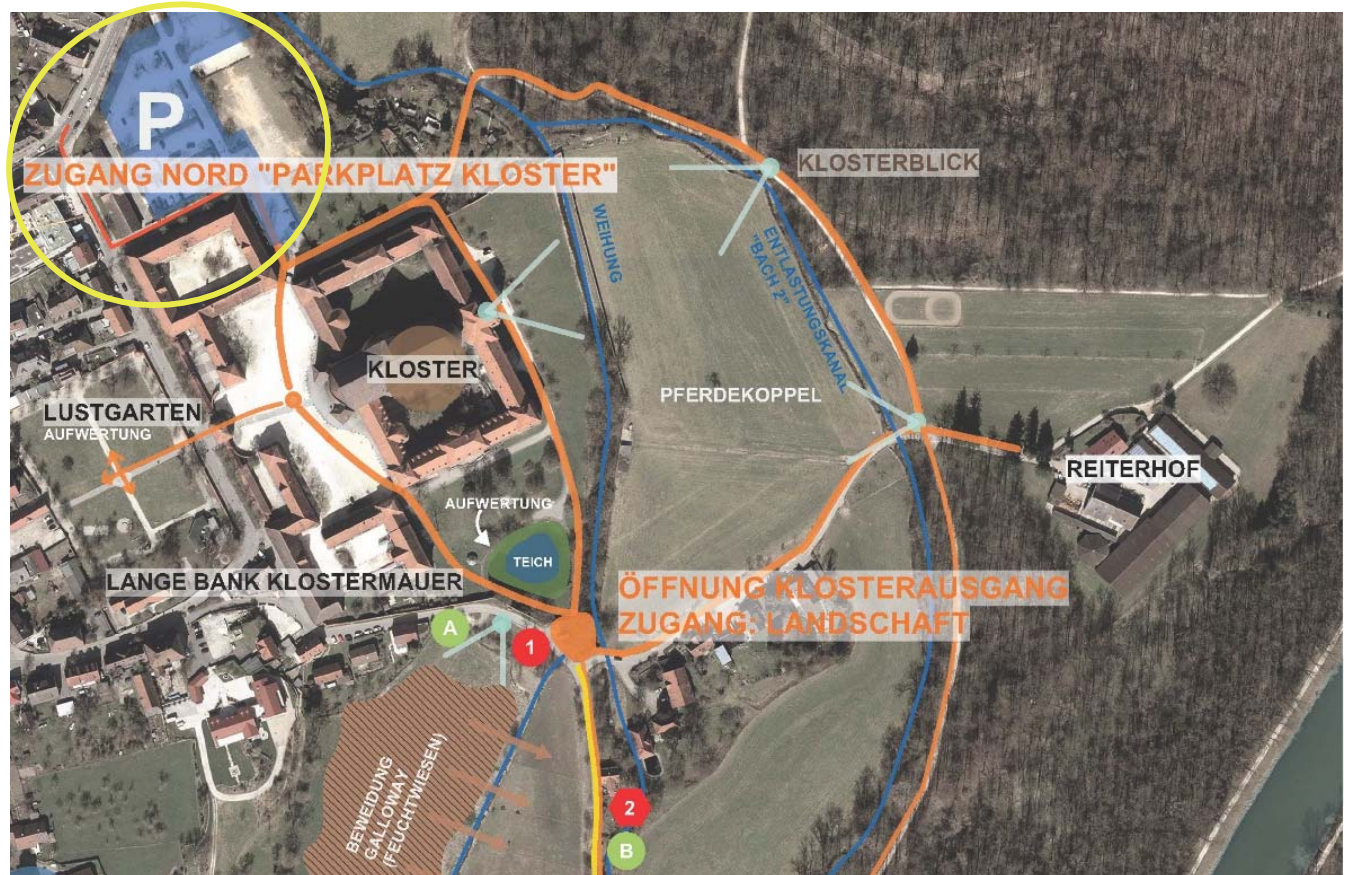 P
ZUGANG NORD "PARKPLATZ KLOSTER"
KLOSTERBLICK
WEIHUNG
ENTLASTUNGSKANAL
"BACH 2"
KLOSTER
PFERDEKOPPEL
LUSTGARTEN
AUFWERTUNG
REITERHOF
AUFWERTUNG
TEICH
LANGE BANK KLOSTERMAUER
ÖFFNUNG KLOSTERAUSGANG
ZUGANG: LANDSCHAFT
A
1
BEWEIDUNG
GALLOWAY
(FEUCHTWIESEN)
2
B